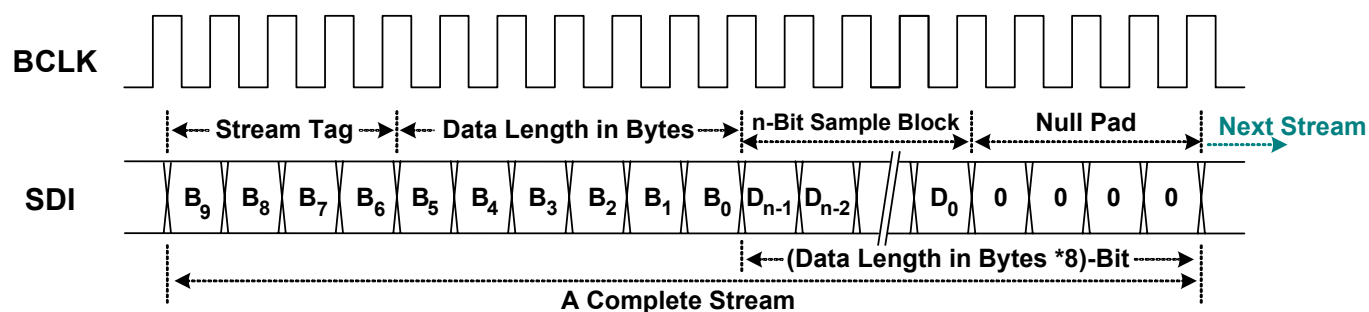 BCLK
Stream Tag Data Length in Bytes n-Bit Sample Block Null Pad Next Stream
SDI B9 B8 B7 B6 B5 B4 B3 B2 B1 B0 Dn-1 Dn-2 D0 0 0 0 0
(Data Length in Bytes *8)-Bit
A Complete Stream